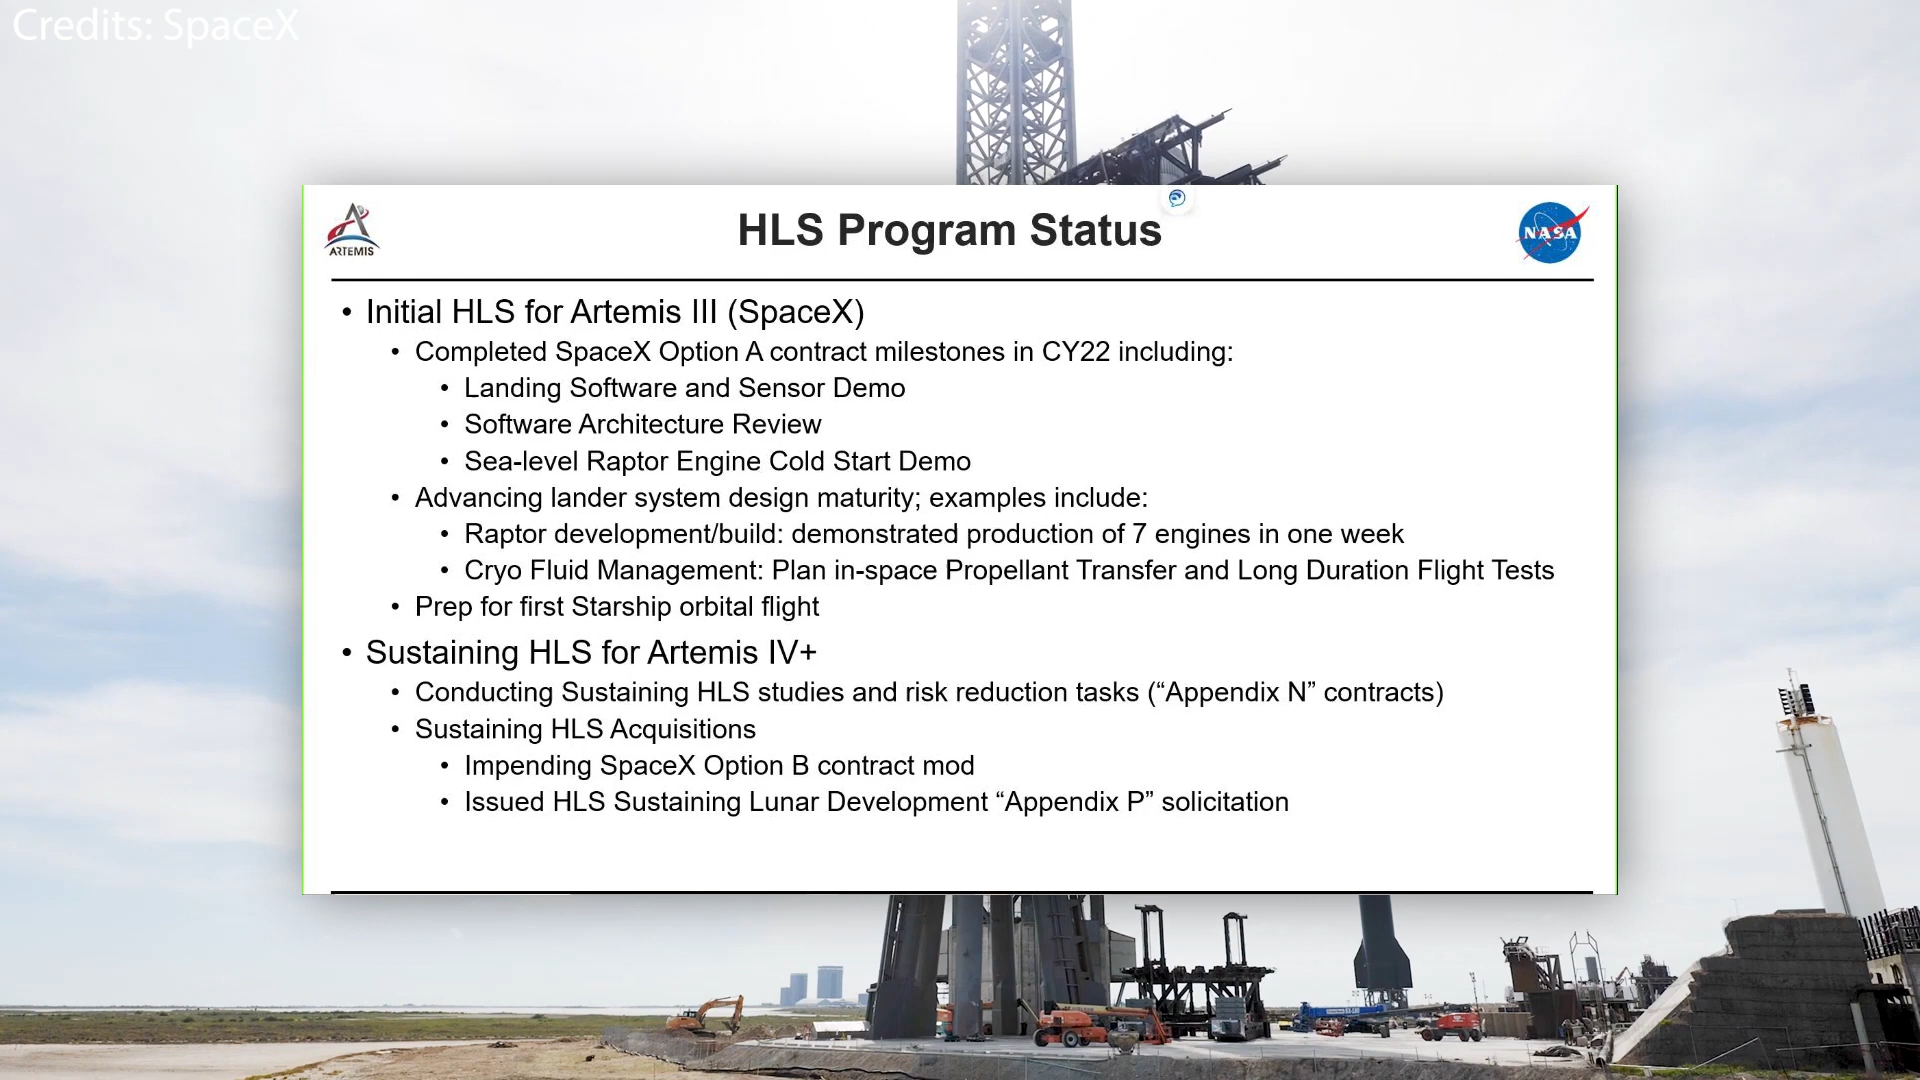 Credits: SpaceX
HLS Program Status
ARTEMIS
NASA
• Initial HLS for Artemis III (SpaceX)
• Completed SpaceX Option A contract milestones in CY22 including:
• Landing Software and Sensor Demo
• Software Architecture Review
• Sea-level Raptor Engine Cold Start Demo
• Advancing lander system design maturity; examples include:
• Raptor development/build: demonstrated production of 7 engines in one week
• Cryo Fluid Management: Plan in-space Propellant Transfer and Long Duration Flight Tests
• Prep for first Starship orbital flight
• Sustaining HLS for Artemis IV+
• Conducting Sustaining HLS studies and risk reduction tasks (“Appendix N” contracts)
• Sustaining HLS Acquisitions
• Impending SpaceX Option B contract mod
• Issued HLS Sustaining Lunar Development “Appendix P” solicitation